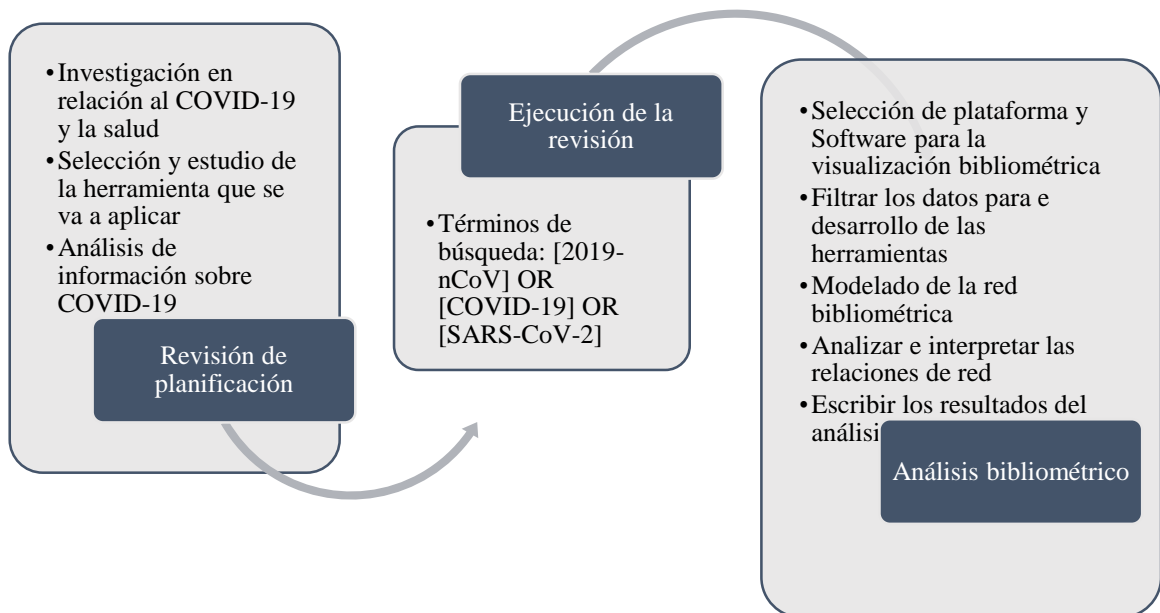 •Investigación en
relación al COVID-19
y la salud
•Selección y estudio de
la herramienta que se
va a aplicar
•Análisis de
información sobre
COVID-19
Revisión de
planificación
Ejecución de la
revisión
•Términos de
búsqueda: [2019-
nCoV] OR
[COVID-19] OR
[SARS-CoV-2]
•Selección de plataforma y
Software para la
visualización bibliométrica
•Filtrar los datos para e
desarrollo de las
herramientas
•Modelado de la red
bibliométrica
•Analizar e interpretar las
relaciones de red
•Escribir los resultados del
análisi
Análisis bibliométrico